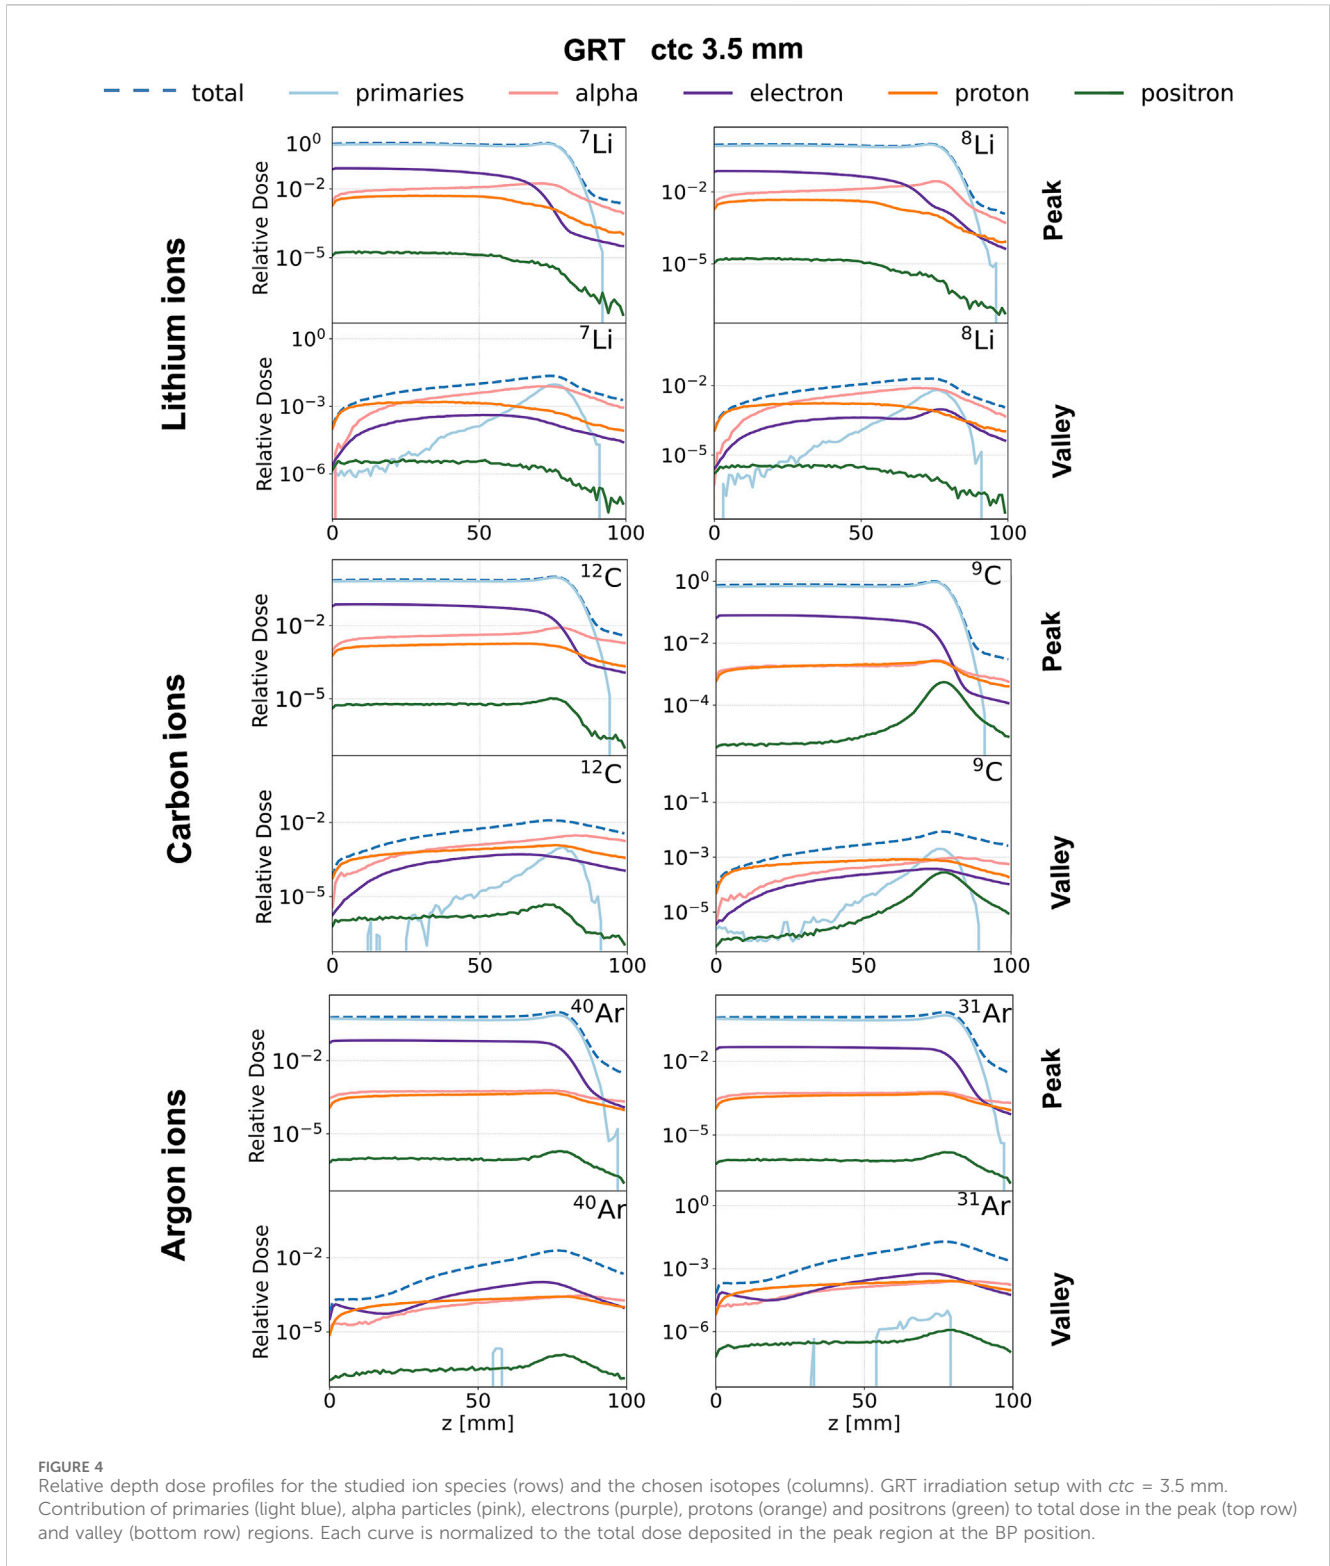 GRT ctc 3.5 mm
total primaries alpha electron proton positron
Lithium ions
Relative Dose
10⁰
10⁻²
10⁻⁵
⁷Li
10⁻²
10⁻⁵
⁸Li
Peak
Relative Dose
10⁰
10⁻³
10⁻⁶
⁷Li
10⁻²
10⁻⁵
⁸Li
Valley
0 50 100
0 50 100
Carbon ions
Relative Dose
10⁻²
10⁻⁵
¹²C
10⁰
10⁻²
10⁻⁴
⁹C
Peak
Relative Dose
10⁻²
10⁻⁵
¹²C
10⁻¹
10⁻³
10⁻⁵
⁹C
Valley
0 50 100
0 50 100
Argon ions
Relative Dose
10⁻²
10⁻⁵
⁴⁰Ar
10⁻²
10⁻⁵
³¹Ar
Peak
Relative Dose
10⁻²
10⁻⁵
⁴⁰Ar
10⁰
10⁻³
10⁻⁶
³¹Ar
Valley
0 50 100
0 50 100
z [mm]
z [mm]
FIGURE 4
Relative depth dose profiles for the studied ion species (rows) and the chosen isotopes (columns). GRT irradiation setup with ctc = 3.5 mm.
Contribution of primaries (light blue), alpha particles (pink), electrons (purple), protons (orange) and positrons (green) to total dose in the peak (top row)
and valley (bottom row) regions. Each curve is normalized to the total dose deposited in the peak region at the BP position.